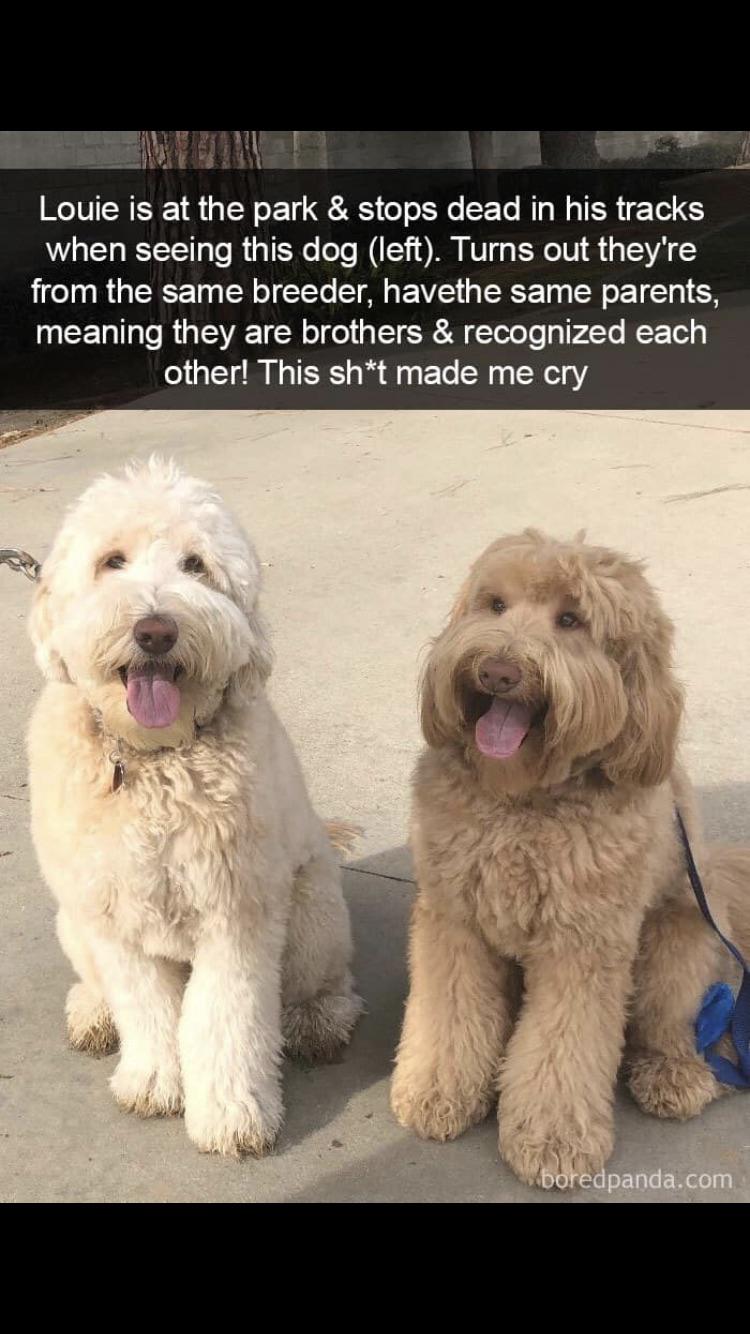 Louie is at the park & stops dead in his tracks
when seeing this dog (left). Turns out they're
from the same breeder, havethe same parents,
meaning they are brothers & recognized each
other! This sh*t made me cry
boredpanda.com